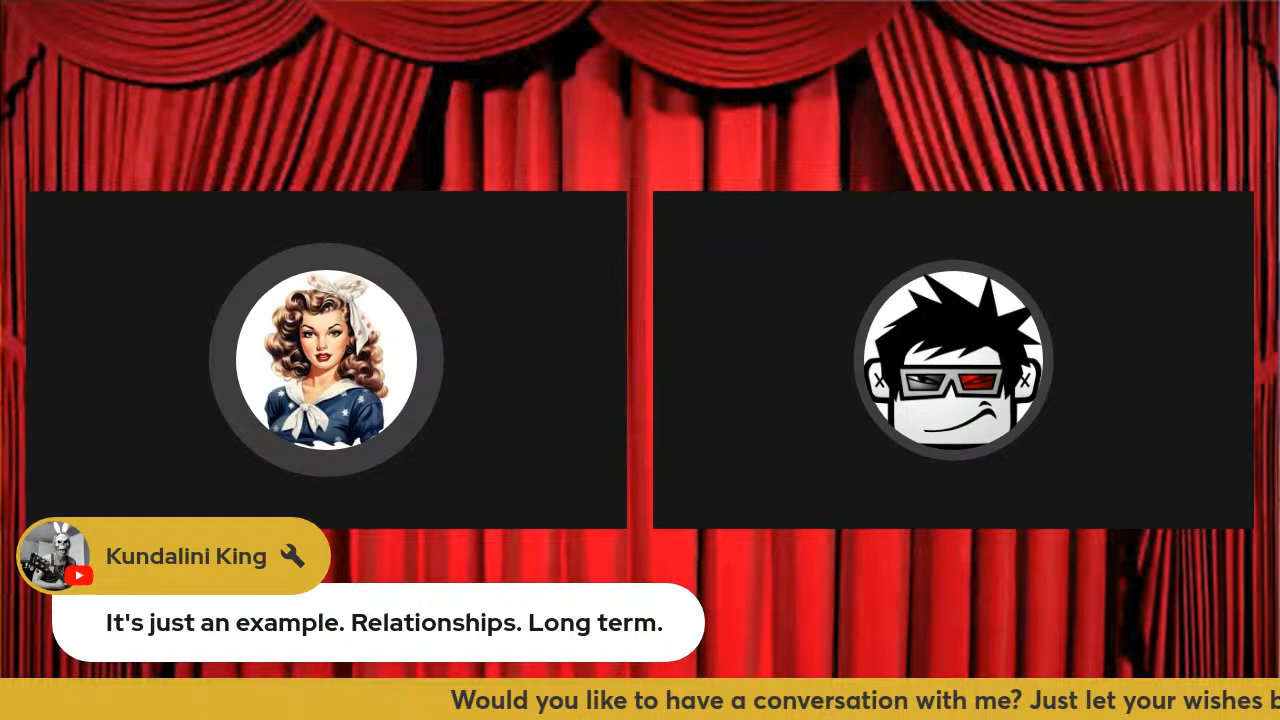 Kundalini King
It's just an example. Relationships. Long term.
Would you like to have a conversation with me? Just let your wishes b